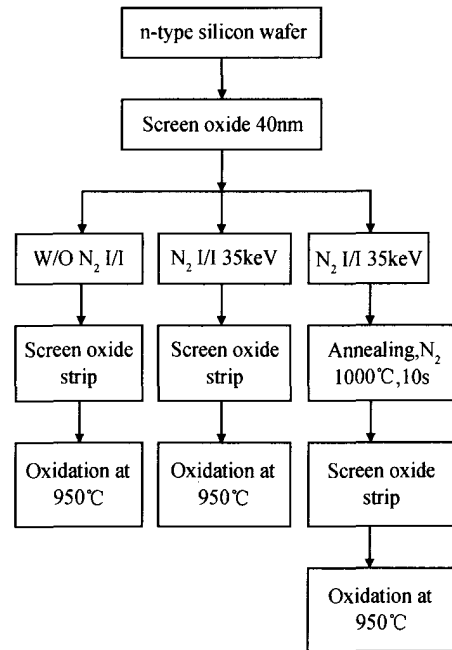 n-type silicon wafer
Screen oxide 40nm
W/O N₂ I/I
N₂ I/I 35keV
N₂ I/I 35keV
Screen oxide
strip
Screen oxide
strip
Annealing,N₂
1000℃,10s
Oxidation at
950℃
Oxidation at
950℃
Screen oxide
strip
Oxidation at
950℃